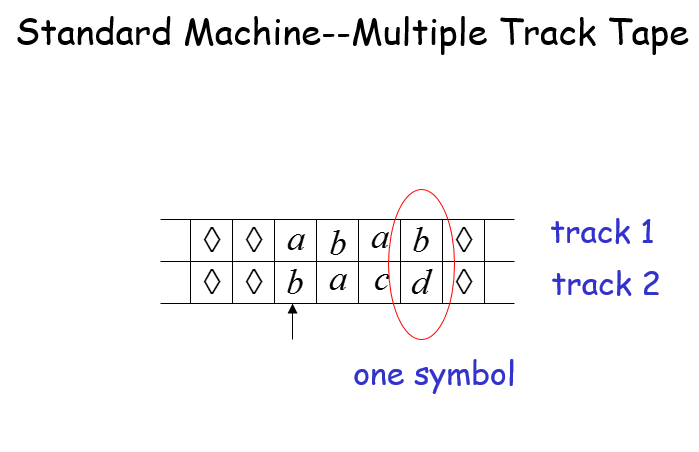 Standard Machine--Multiple Track Tape
◊ ◊ a b a b ◊ track 1
◊ ◊ b a c d ◊ track 2
one symbol